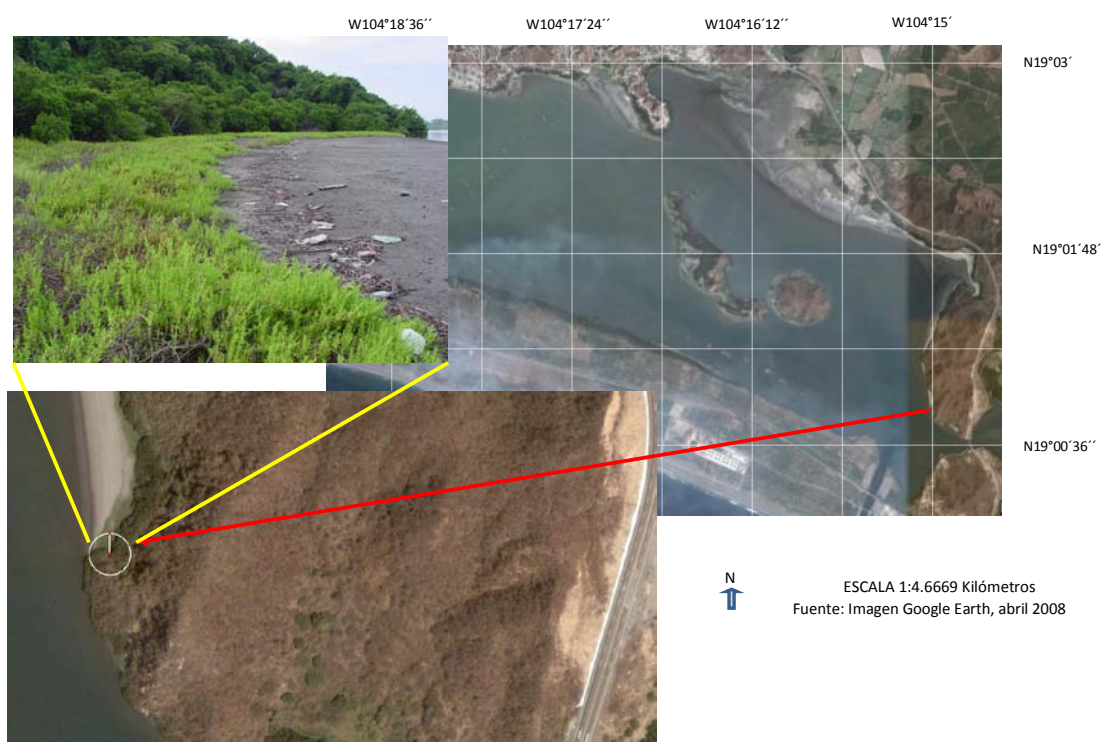 W104°18´36´´
W104°17´24´´
W104°16´12´´
W104°15´
N19°03´
N19°01´48´
N19°00´36´´
N
ESCALA 1:4.6669 Kilómetros
Fuente: Imagen Google Earth, abril 2008